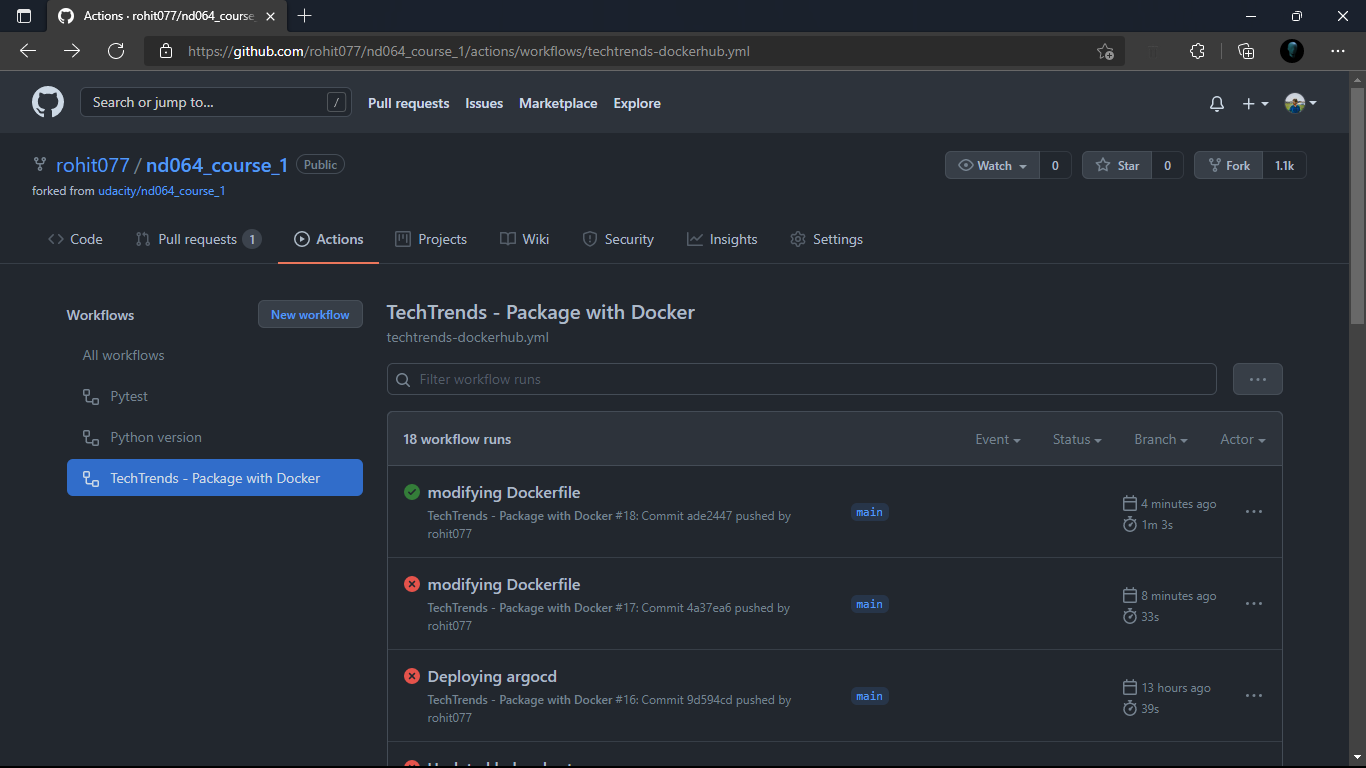 Actions · rohit077/nd064_course_
https://github.com/rohit077/nd064_course_1/actions/workflows/techtrends-dockerhub.yml
Search or jump to... /
Pull requests Issues Marketplace Explore
rohit077 / nd064_course_1 Public
Watch 0 Star 0 Fork 1.1k
forked from udacity/nd064_course_1
Code Pull requests 1 Actions Projects Wiki Security Insights Settings
Workflows
New workflow
All workflows
Pytest
Python version
TechTrends - Package with Docker
TechTrends - Package with Docker
techtrends-dockerhub.yml
Filter workflow runs
18 workflow runs
Event Status Branch Actor
modifying Dockerfile
TechTrends - Package with Docker #18: Commit ade2447 pushed by
rohit077
main
4 minutes ago
1m 3s
modifying Dockerfile
TechTrends - Package with Docker #17: Commit 4a37ea6 pushed by
rohit077
main
8 minutes ago
33s
Deploying argocd
TechTrends - Package with Docker #16: Commit 9d594cd pushed by
rohit077
main
13 hours ago
39s